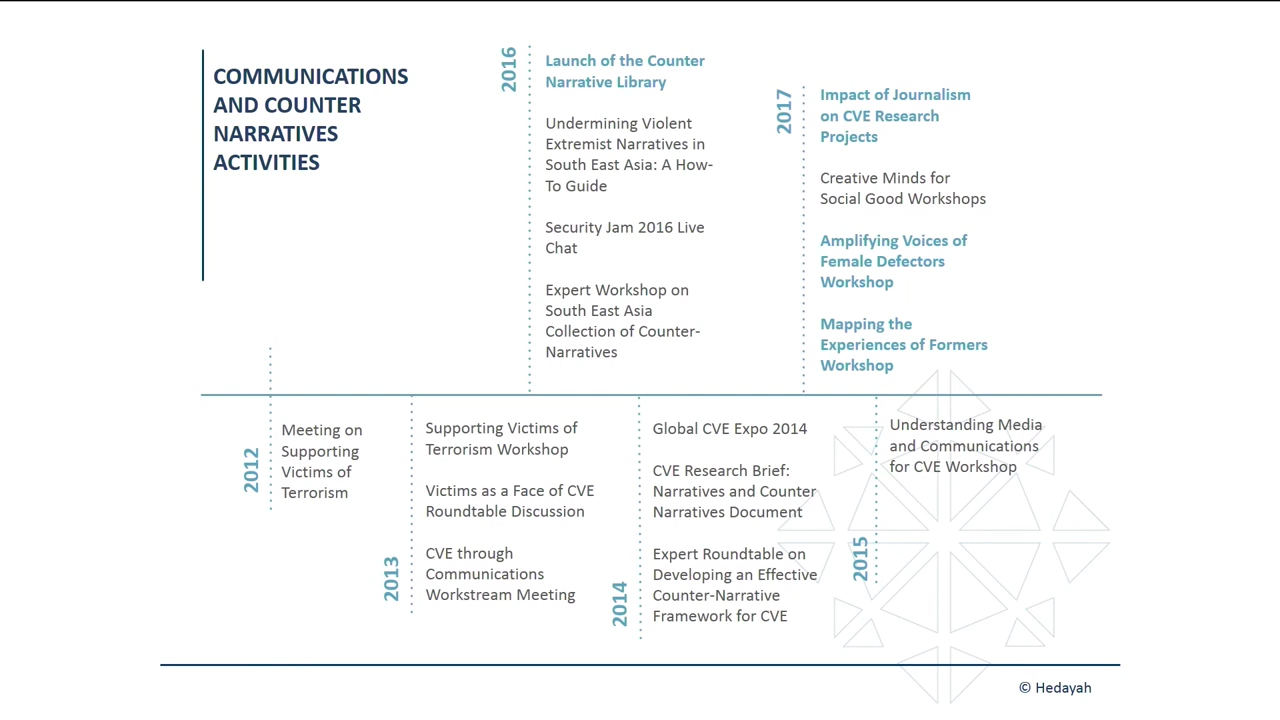 COMMUNICATIONS
AND COUNTER
NARRATIVES
ACTIVITIES
2016
Launch of the Counter
Narrative Library
Undermining Violent
Extremist Narratives in
South East Asia: A How-
To Guide
Security Jam 2016 Live
Chat
Expert Workshop on
South East Asia
Collection of Counter-
Narratives
2017
Impact of Journalism
on CVE Research
Projects
Creative Minds for
Social Good Workshops
Amplifying Voices of
Female Defectors
Workshop
Mapping the
Experiences of Formers
Workshop
2012
Meeting on
Supporting
Victims of
Terrorism
2013
Supporting Victims of
Terrorism Workshop
Victims as a Face of CVE
Roundtable Discussion
CVE through
Communications
Workstream Meeting
2014
Global CVE Expo 2014
CVE Research Brief:
Narratives and Counter
Narratives Document
Expert Roundtable on
Developing an Effective
Counter-Narrative
Framework for CVE
2015
Understanding Media
and Communications
for CVE Workshop
© Hedayah